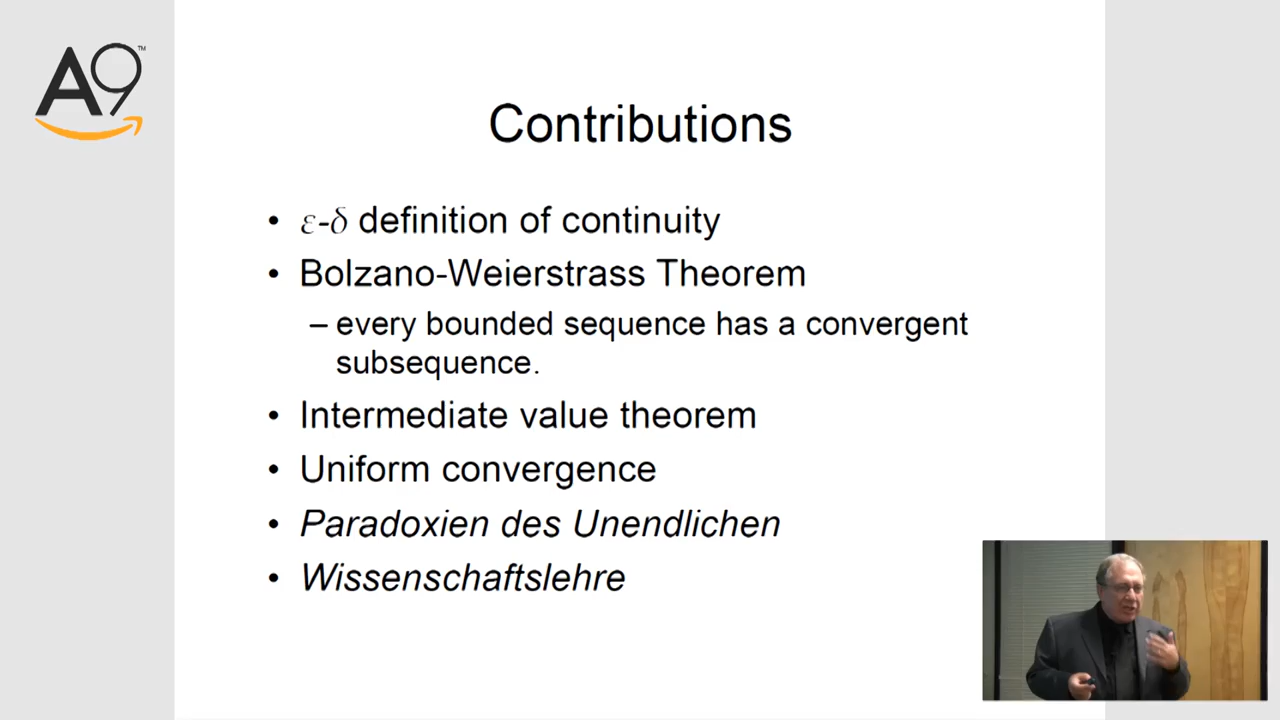 A9™
Contributions
• ε-δ definition of continuity
• Bolzano-Weierstrass Theorem
– every bounded sequence has a convergent
subsequence.
• Intermediate value theorem
• Uniform convergence
• Paradoxien des Unendlichen
• Wissenschaftslehre